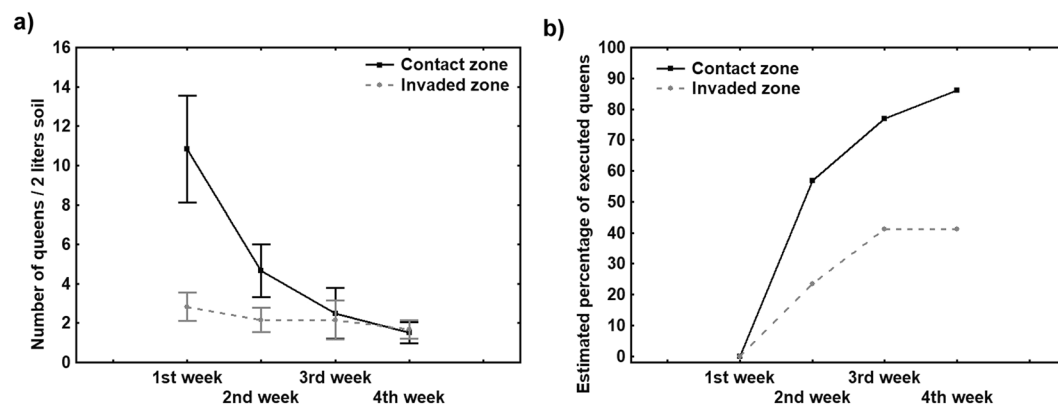 a)
16
14
12
10
8
6
4
2
0
Number of queens / 2 liters soil
Contact zone
Invaded zone
1st week
2nd week
3rd week
4th week
b)
100
90
80
70
60
50
40
30
20
10
0
Estimated percentage of executed queens
Contact zone
Invaded zone
1st week
2nd week
3rd week
4th week